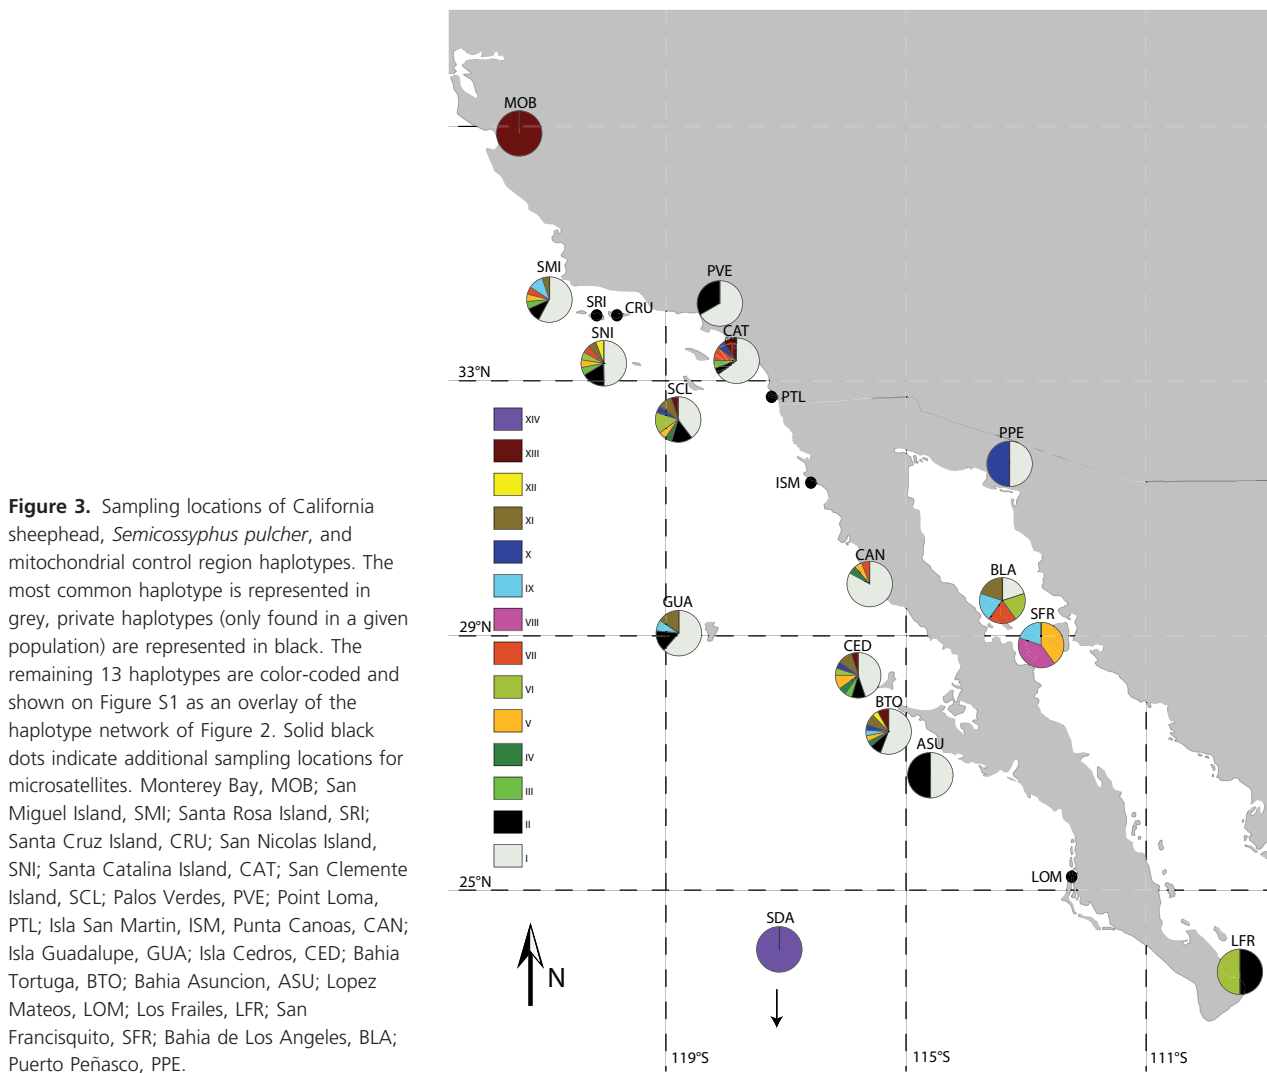 MOB
SMI
PVE
SRI
CRU
SNI
CAT
33°N
SCL
PTL
XIV
XIII
PPE
XII
ISM
XI
X
CAN
IX
BLA
VIII
GUA
SFR
29°N
VII
CED
VI
BTO
V
ASU
IV
III
II
I
LOM
25°N
SDA
LFR
N
119°S
115°S
111°S
Figure 3. Sampling locations of California
sheephead, Semicossyphus pulcher, and
mitochondrial control region haplotypes. The
most common haplotype is represented in
grey, private haplotypes (only found in a given
population) are represented in black. The
remaining 13 haplotypes are color-coded and
shown on Figure S1 as an overlay of the
haplotype network of Figure 2. Solid black
dots indicate additional sampling locations for
microsatellites. Monterey Bay, MOB; San
Miguel Island, SMI; Santa Rosa Island, SRI;
Santa Cruz Island, CRU; San Nicolas Island,
SNI; Santa Catalina Island, CAT; San Clemente
Island, SCL; Palos Verdes, PVE; Point Loma,
PTL; Isla San Martin, ISM, Punta Canoas, CAN;
Isla Guadalupe, GUA; Isla Cedros, CED; Bahia
Tortuga, BTO; Bahia Asuncion, ASU; Lopez
Mateos, LOM; Los Frailes, LFR; San
Francisquito, SFR; Bahia de Los Angeles, BLA;
Puerto Peñasco, PPE.